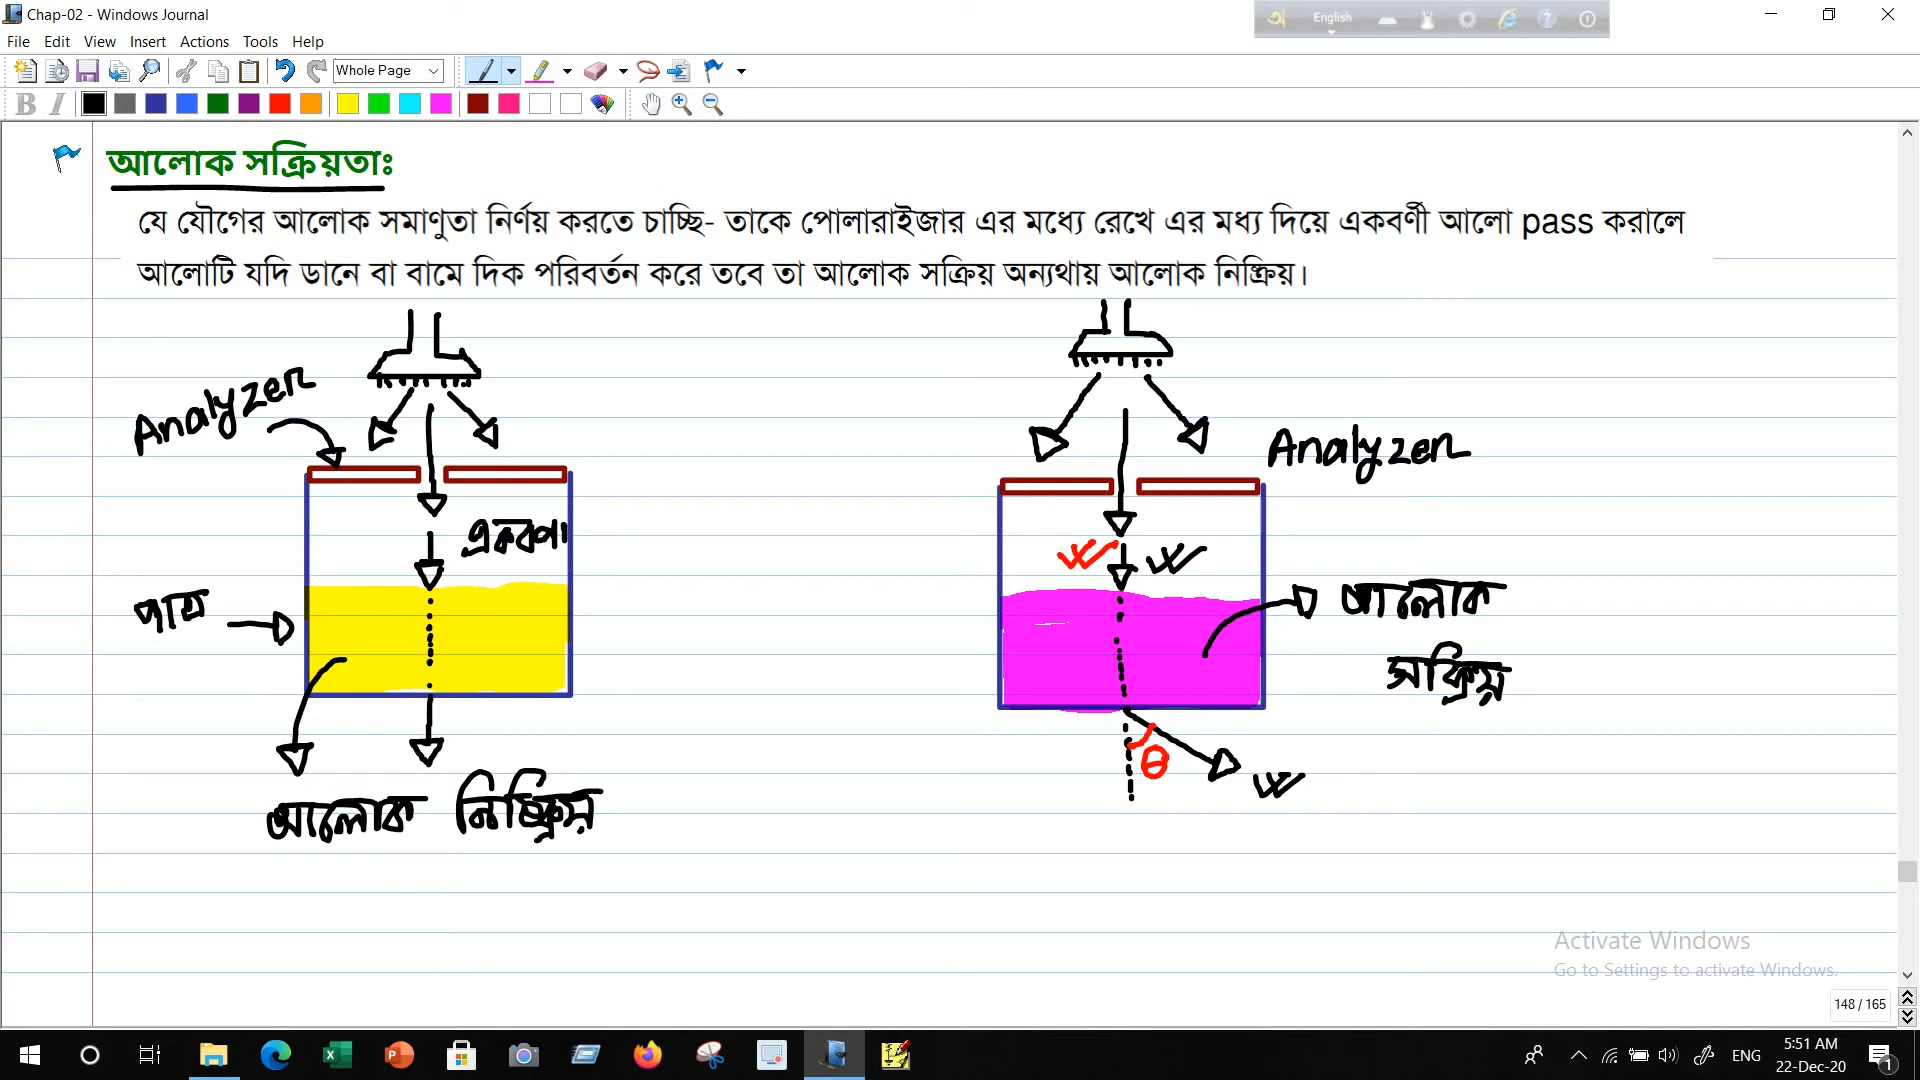 Chap-02 - Windows Journal
English
File Edit View Insert Actions Tools Help
Whole Page
B I
আলোক সক্রিয়তাঃ
যে যৌগের আলোক সমাণুতা নির্ণয় করতে চাচ্ছি- তাকে পোলারাইজার এর মধ্যে রেখে এর মধ্য দিয়ে একবর্ণী আলো pass করালে
আলোটি যদি ডানে বা বামে দিক পরিবর্তন করে তবে তা আলোক সক্রিয় অন্যথায় আলোক নিষ্ক্রিয়।
Analyzer
Analyzer
পাত্র
আলোক
সক্রিয়
θ
আলোক নিষ্ক্রিয়
Activate Windows
Go to Settings to activate Windows.
148 / 165
ENG
5:51 AM
22-Dec-20
1